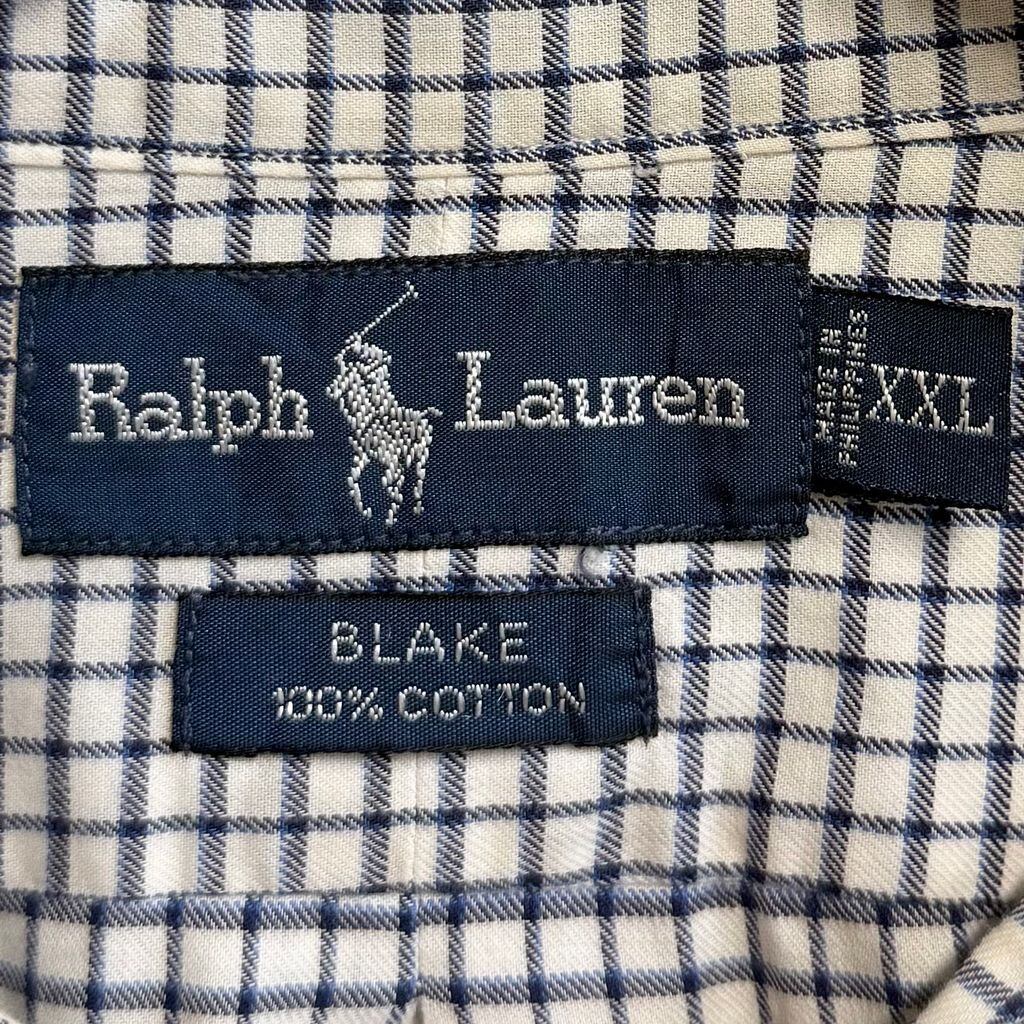 Ralph Lauren
MADE IN
PHILIPPINES
XXL
BLAKE
100% COTTON